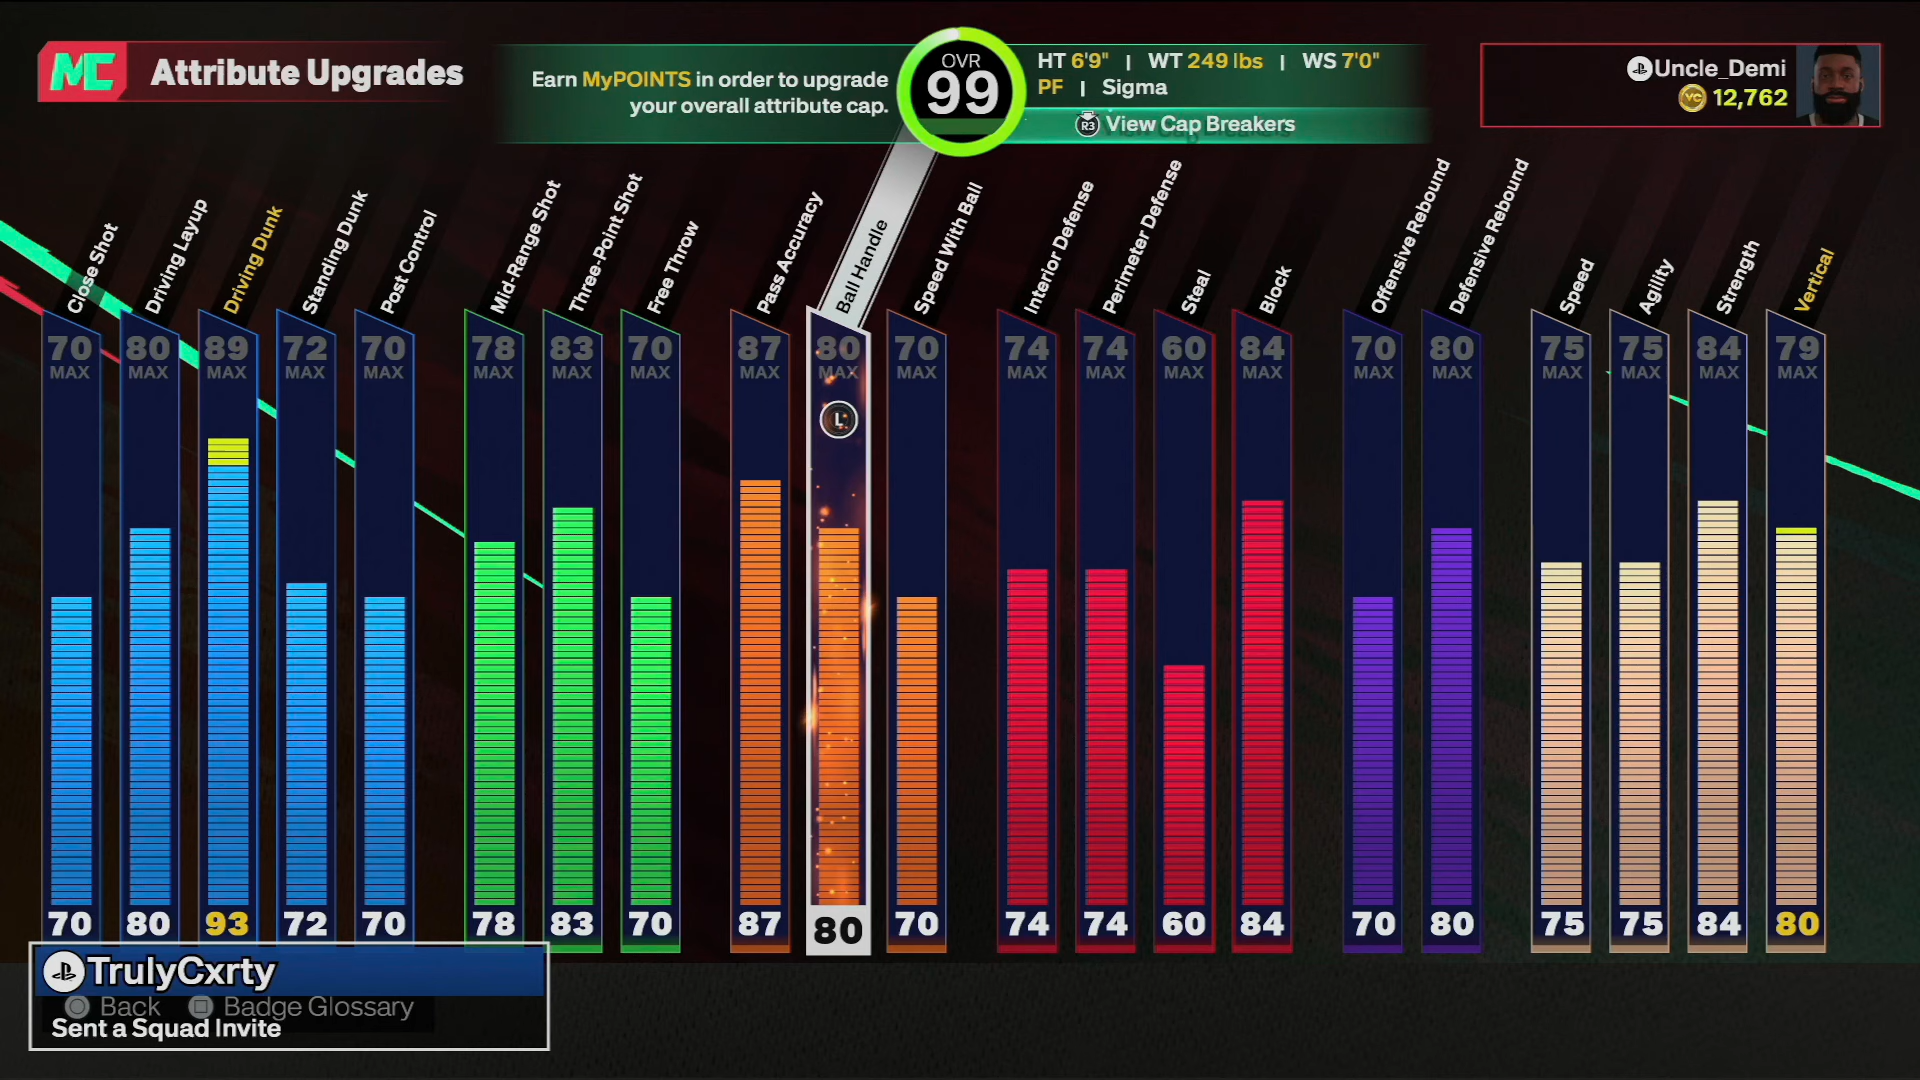 MC Attribute Upgrades
Earn MyPOINTS in order to upgrade
your overall attribute cap.
OVR
99
HT 6'9" | WT 249 lbs | WS 7'0"
PF | Sigma
R3 View Cap Breakers
Uncle_Demi
VC 12,762
Close Shot
Driving Layup
Driving Dunk
Standing Dunk
Post Control
Mid-Range Shot
Three-Point Shot
Free Throw
Pass Accuracy
Ball Handle
Speed With Ball
Interior Defense
Perimeter Defense
Steal
Block
Offensive Rebound
Defensive Rebound
Speed
Agility
Strength
Vertical
70 80 89 72 70 78 83 70 87 80 70 74 74 60 84 70 80 75 75 84 79
MAX MAX MAX MAX MAX MAX MAX MAX MAX MAX MAX MAX MAX MAX MAX MAX MAX MAX MAX MAX MAX
L
70 80 93 72 70 78 83 70 87 80 70 74 74 60 84 70 80 75 75 84 80
TrulyCxrty
Back Badge Glossary
Sent a Squad Invite